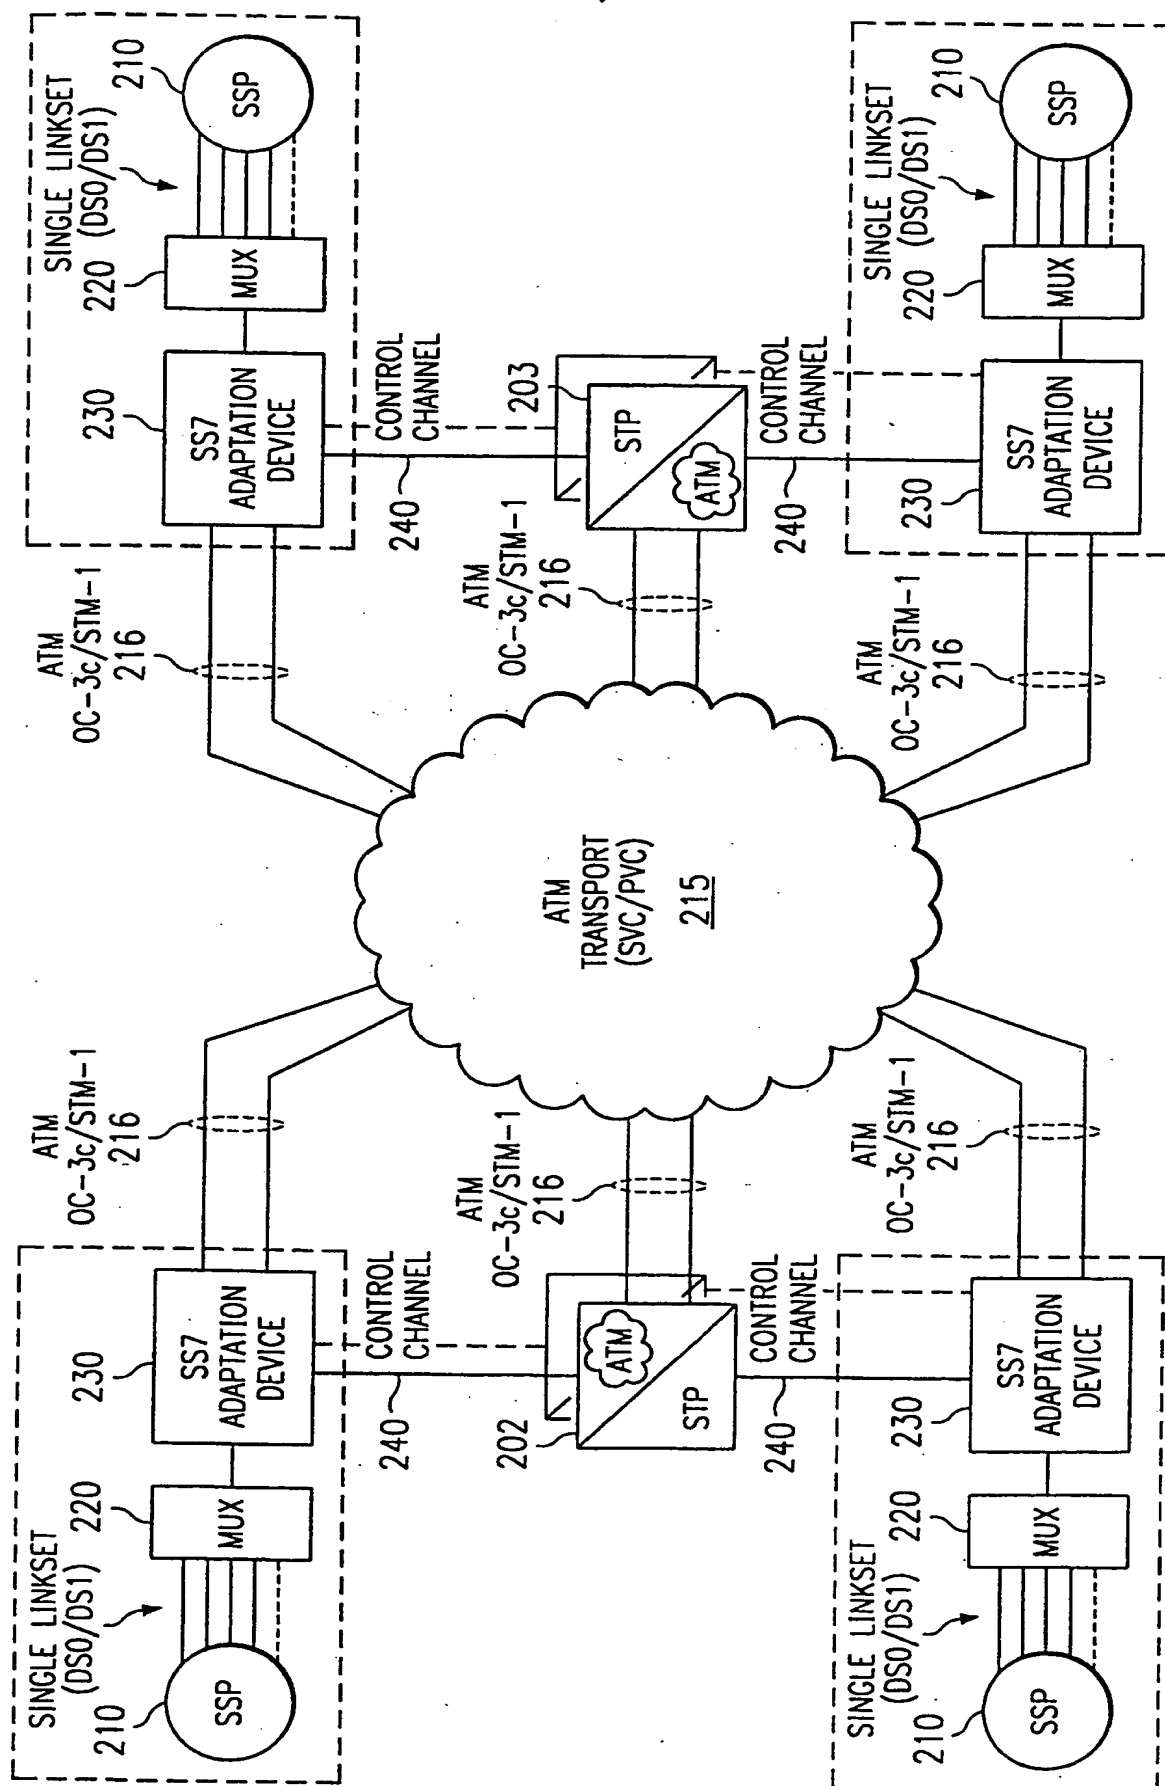 SINGLE LINKSET
(DS0/DS1)
210
SSP
220
MUX
230
SS7
ADAPTATION
DEVICE
ATM
OC-3c/STM-1
216
ATM
OC-3c/STM-1
216
230
SS7
ADAPTATION
DEVICE
220
MUX
SINGLE LINKSET
(DS0/DS1)
210
SSP
240
CONTROL
CHANNEL
240
CONTROL
CHANNEL
202
ATM
STP
ATM
OC-3c/STM-1
216
ATM
TRANSPORT
(SVC/PVC)
215
ATM
OC-3c/STM-1
216
203
STP
ATM
240
CONTROL
CHANNEL
240
CONTROL
CHANNEL
SINGLE LINKSET
(DS0/DS1)
210
SSP
220
MUX
230
SS7
ADAPTATION
DEVICE
ATM
OC-3c/STM-1
216
ATM
OC-3c/STM-1
216
230
SS7
ADAPTATION
DEVICE
220
MUX
SINGLE LINKSET
(DS0/DS1)
210
SSP